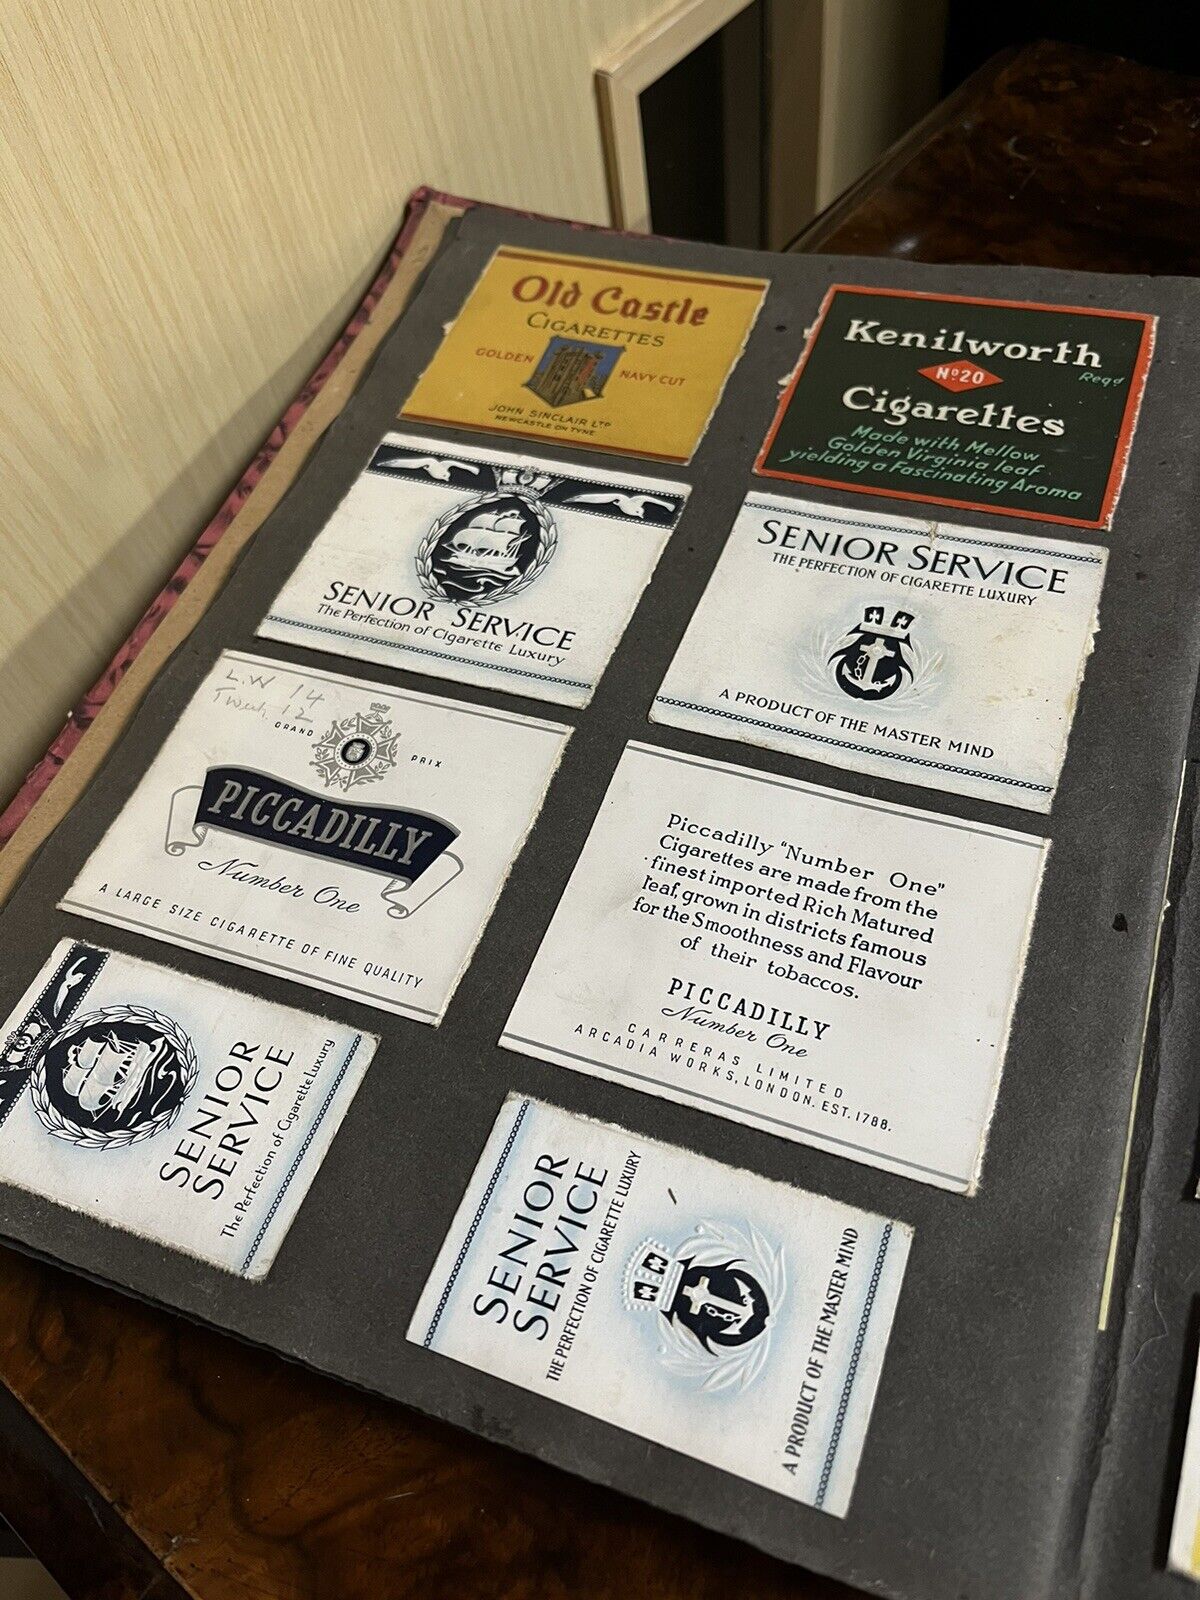 Old Castle
CIGARETTES
GOLDEN NAVY CUT
JOHN SINCLAIR LTD
NEWCASTLE ON TYNE
Kenilworth
Regd
No 20
Cigarettes
Made with Mellow
Golden Virginia leaf
yielding a Fascinating Aroma
SENIOR SERVICE
The Perfection of Cigarette Luxury
SENIOR SERVICE
THE PERFECTION OF CIGARETTE LUXURY
A PRODUCT OF THE MASTER MIND
L.W 14
12
GRAND PRIX
PICCADILLY
Number One
A LARGE SIZE CIGARETTE OF FINE QUALITY
Piccadilly "Number One"
Cigarettes are made from the
finest imported Rich Matured
leaf, grown in districts famous
for the Smoothness and Flavour
of their tobaccos.
PICCADILLY
Number One
CARRERAS LIMITED
ARCADIA WORKS, LONDON. EST. 1788.
SENIOR
SERVICE
The Perfection of Cigarette Luxury
SENIOR
SERVICE
THE PERFECTION OF CIGARETTE LUXURY
A PRODUCT OF THE MASTER MIND